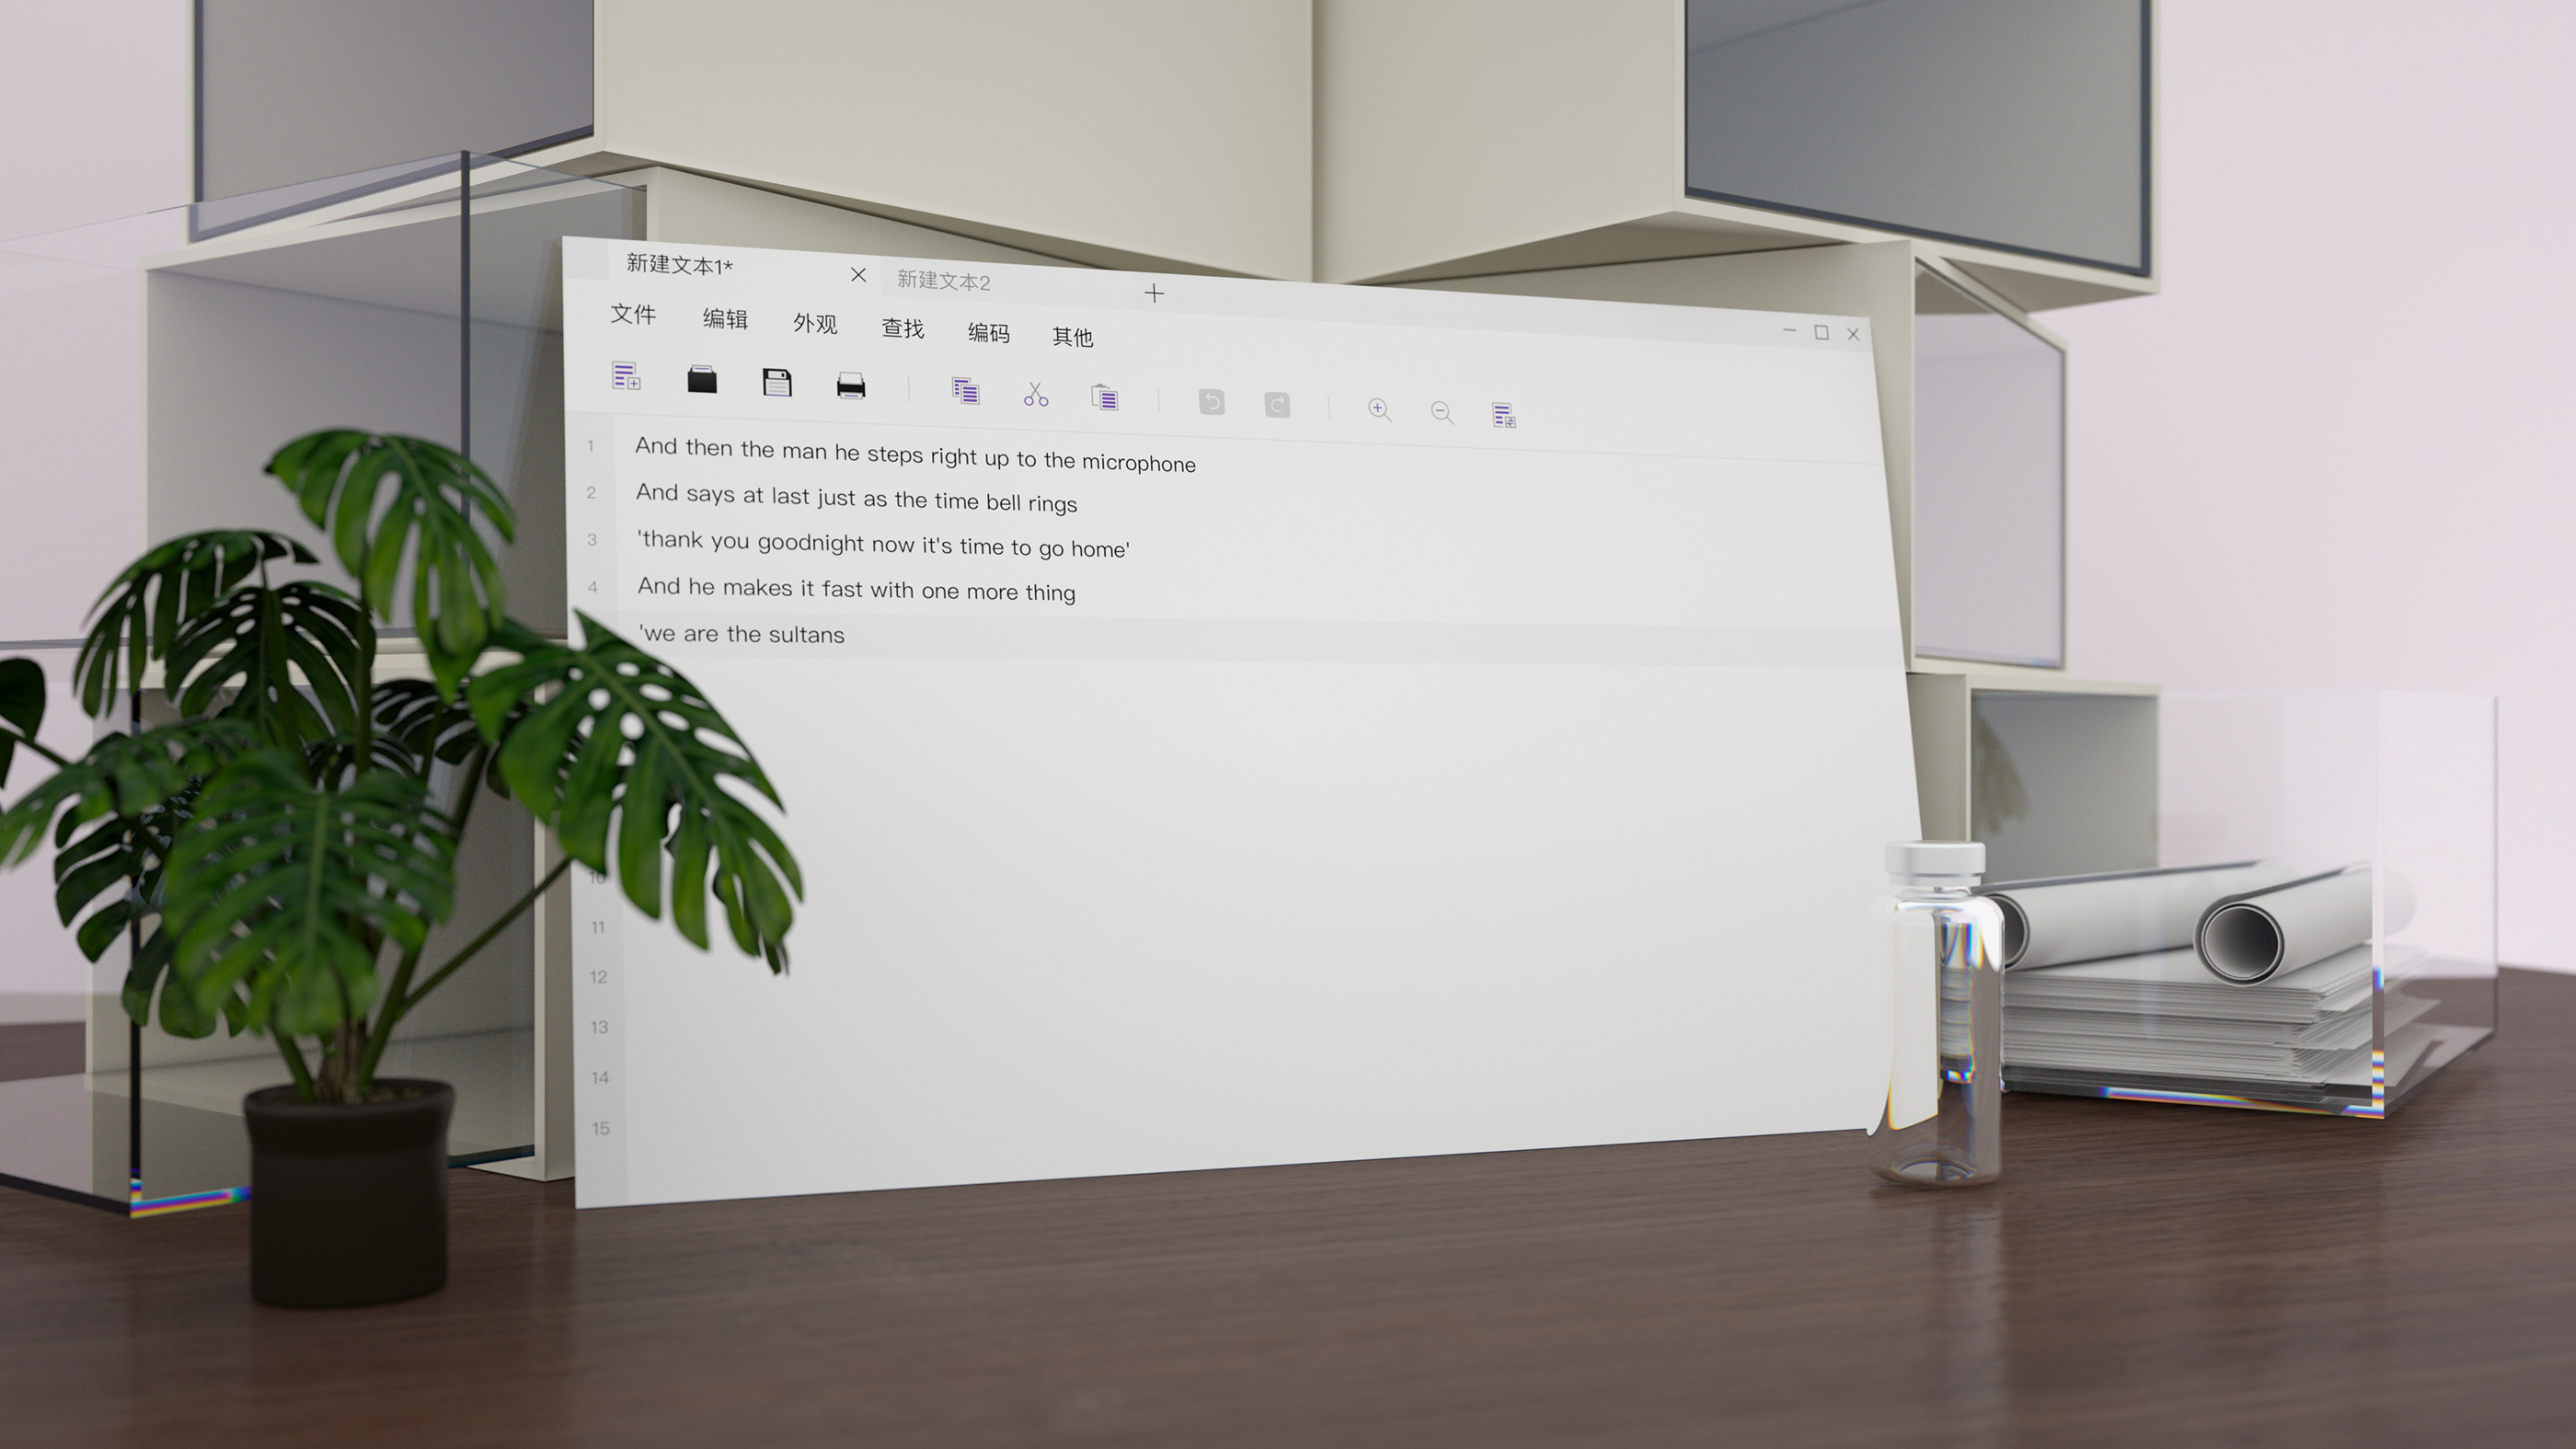 新建文本1*
新建文本2
文件 编辑 外观 查找 编码 其他
1 And then the man he steps right up to the microphone
2 And says at last just as the time bell rings
3 'thank you goodnight now it's time to go home'
4 And he makes it fast with one more thing
'we are the sultans
10
11
12
13
14
15